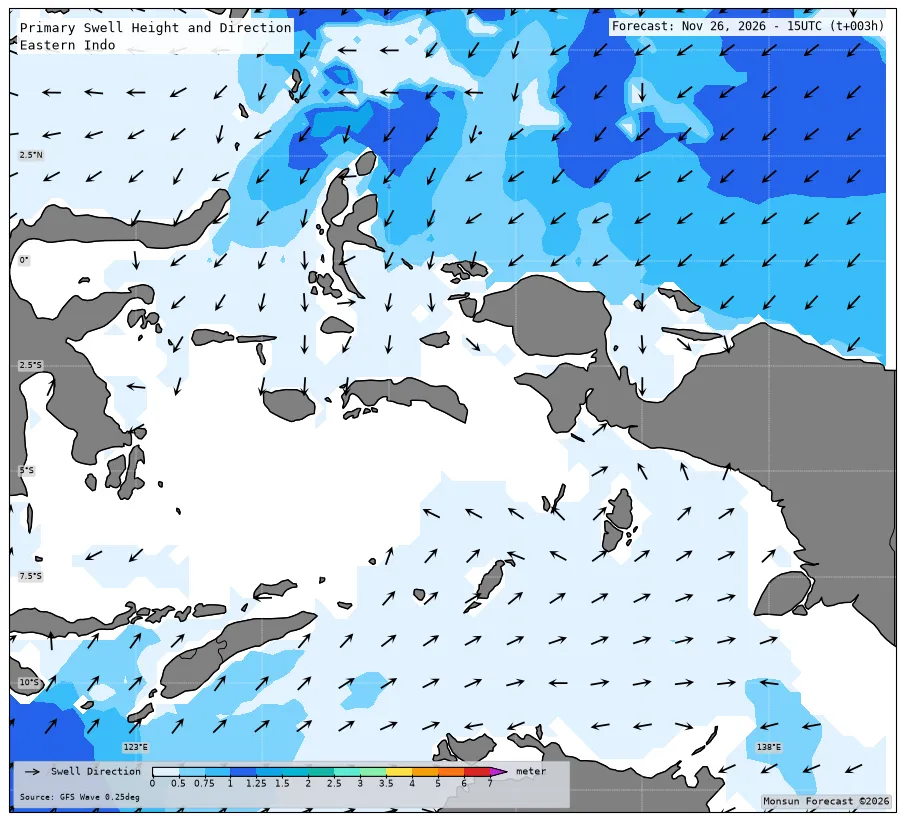 Primary Swell Height and Direction
Eastern Indo
Forecast: Nov 26, 2026 - 15UTC (t+003h)
2.5°N
0°
2.5°S
5°S
7.5°S
10°S
123°E
138°E
Swell Direction
0 0.5 0.75 1 1.25 1.5 2 2.5 3 3.5 4 5 6 7
meter
Source: GFS Wave 0.25deg
Monsun Forecast ©2026